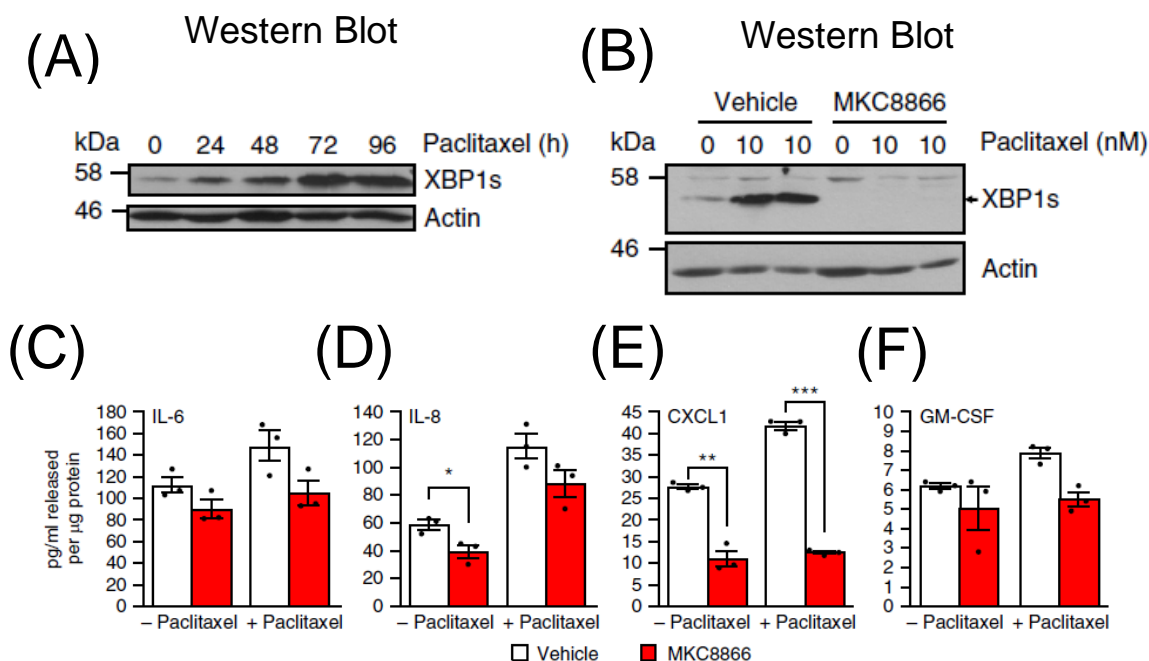 (A)
Western Blot
kDa 0 24 48 72 96 Paclitaxel (h)
58
XBP1s
46
Actin
(B)
Western Blot
Vehicle MKC8866
kDa 0 10 10 0 10 10 Paclitaxel (nM)
58
XBP1s
46
Actin
(C)
IL-6
pg/ml released
per μg protein
180
160
140
120
100
80
60
40
20
0
– Paclitaxel + Paclitaxel
(D)
IL-8
140
120
100
80
60
40
20
0
*
– Paclitaxel + Paclitaxel
(E)
CXCL1
45
40
35
30
25
20
15
10
5
0
**
***
– Paclitaxel + Paclitaxel
(F)
GM-CSF
10
9
8
7
6
5
4
3
2
1
0
– Paclitaxel + Paclitaxel
Vehicle MKC8866